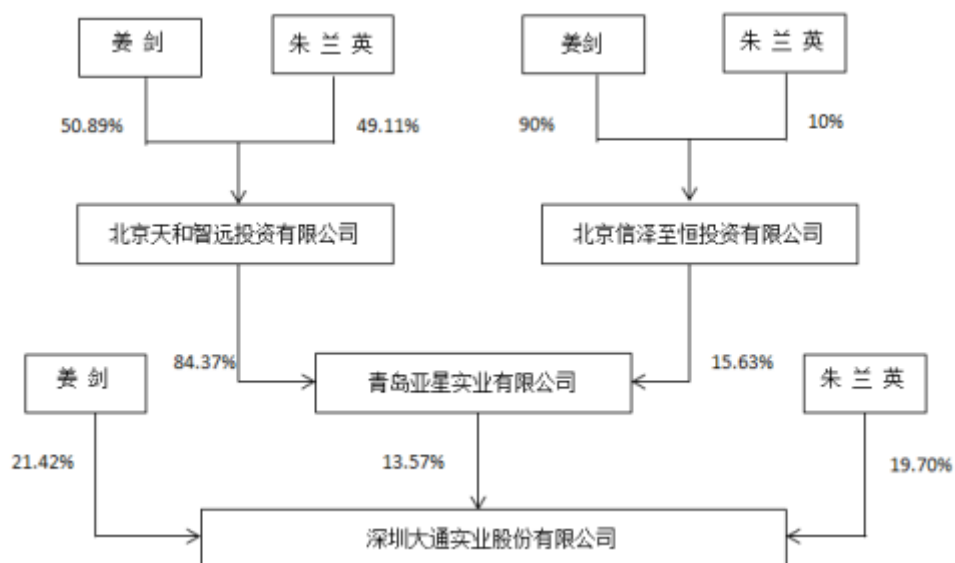 姜 剑
朱 兰 英
姜剑
朱 兰 英
50.89%
49.11%
90%
10%
北京天和智远投资有限公司
北京信泽至恒投资有限公司
84.37%
15.63%
姜 剑
青岛亚星实业有限公司
朱 兰 英
21.42%
13.57%
19.70%
深圳大通实业股份有限公司